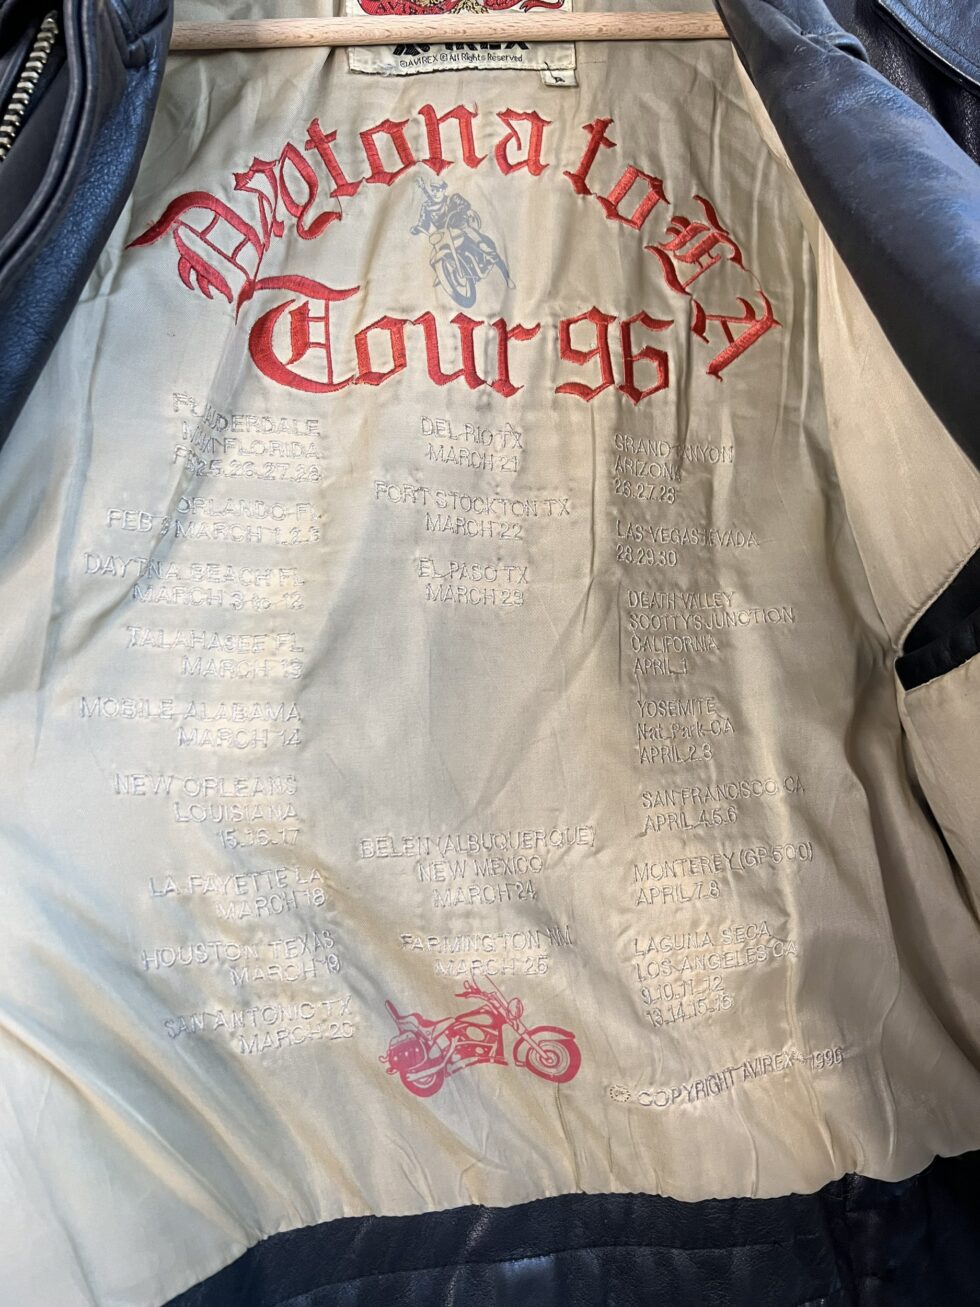 AVIREX
©AVIREX © All Rights Reserved
Daytona to LA
Tour 96
FT LAUDERDALE
MIAMI FLORIDA
25.26.27.28
ORLANDO FL
FEB MARCH 1.2.3
DAYTNA BEACH FL
MARCH 3 to 12
TALAHASEE FL
MARCH 13
MOBILE ALABAMA
MARCH 14
NEW ORLEANS
LOUISIANA
15.16.17
LA FAYETTE LA
MARCH 18
HOUSTON TEXAS
MARCH 19
SAN ANTONIO TX
MARCH 20
DEL RIO TX
MARCH 21
FORT STOCKTON TX
MARCH 22
EL PASO TX
MARCH 23
BELEN (ALBUQUERQUE)
NEW MEXICO
MARCH 24
FARMINGTON NM
MARCH 25
GRAND CANYON
ARIZONA
26.27.28
LAS VEGAS NEVADA
28.29.30
DEATH VALLEY
SCOTTYS JUNCTION
CALIFORNIA
APRIL 1
YOSEMITE
Nat. Park-CA
APRIL 2.3
SAN FRANCISCO CA
APRIL 4.5.6
MONTEREY (GP-500)
APRIL 7.8
LAGUNA SECA
LOS ANGELES CA
9.10.11.12
13.14.15.16
© COPYRIGHT AVIREX 1996